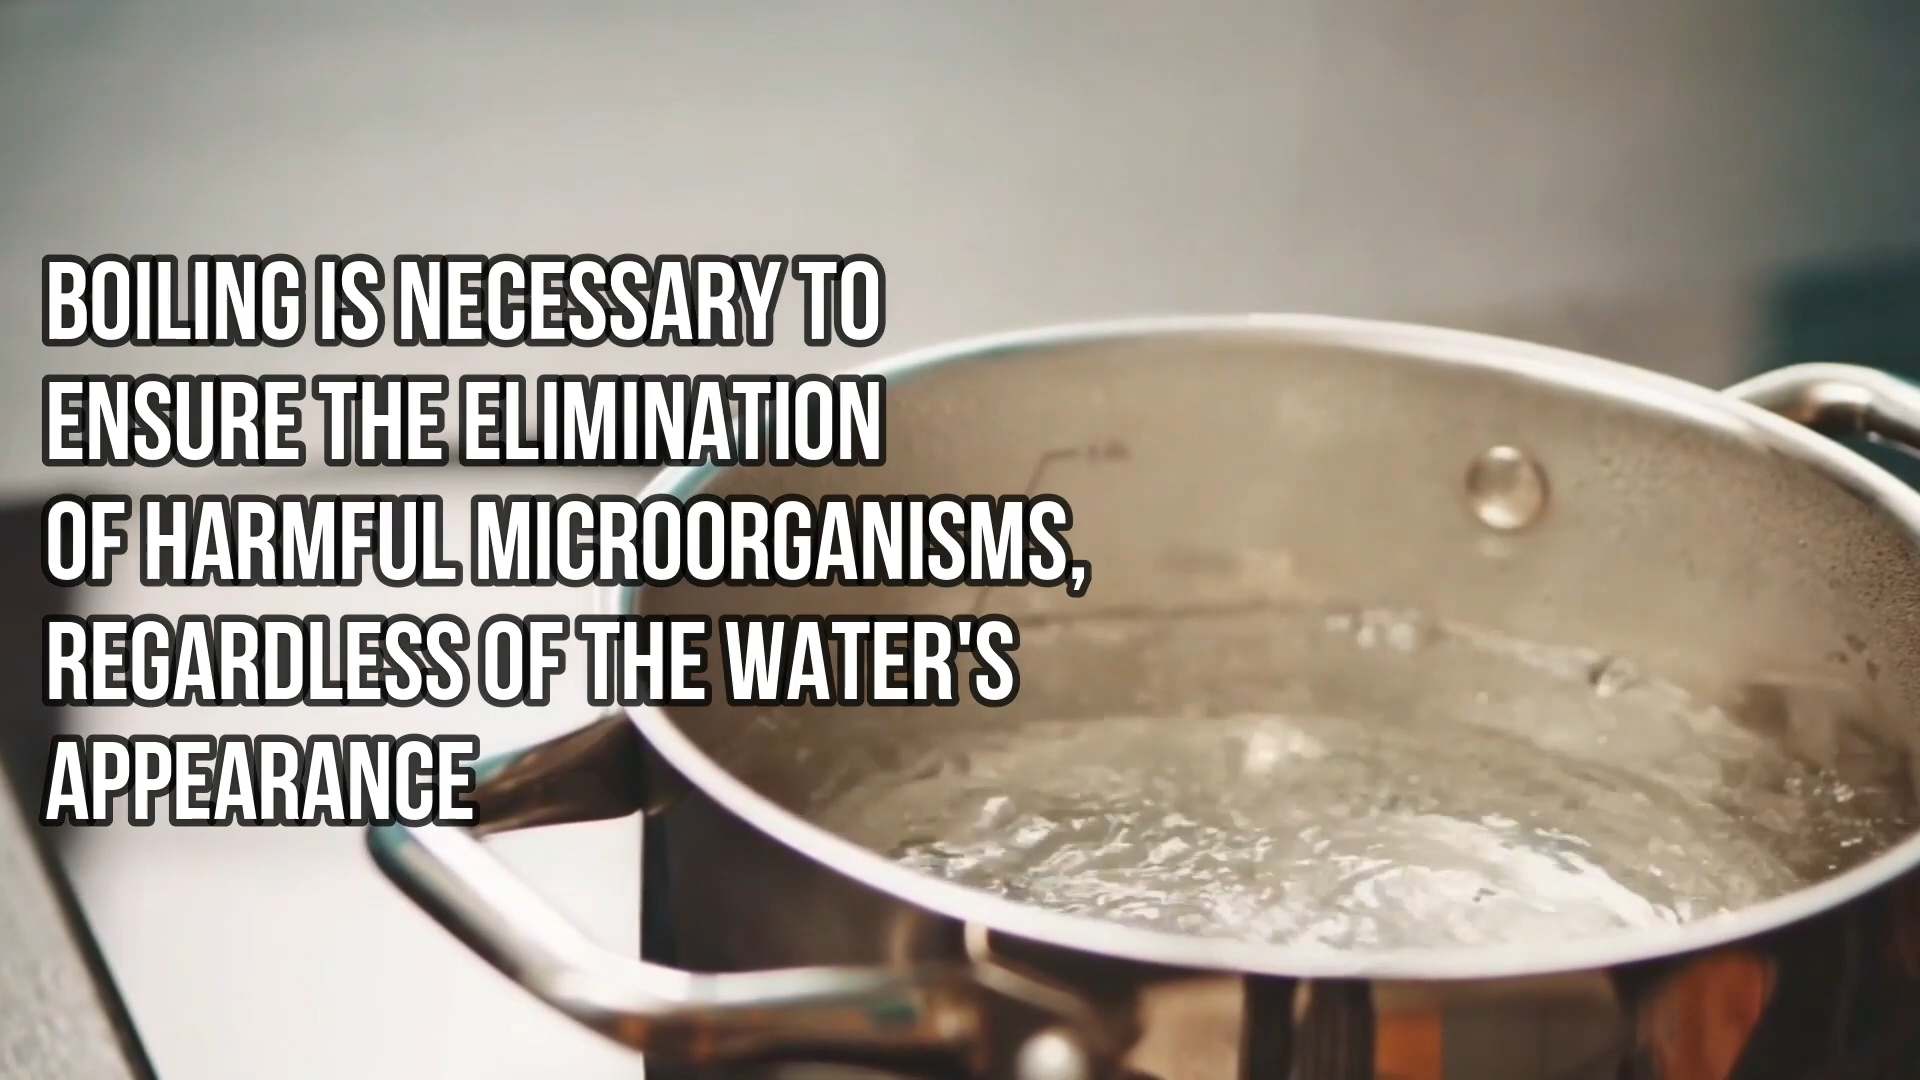 BOILING IS NECESSARY TO
ENSURE THE ELIMINATION
OF HARMFUL MICROORGANISMS,
REGARDLESS OF THE WATER'S
APPEARANCE